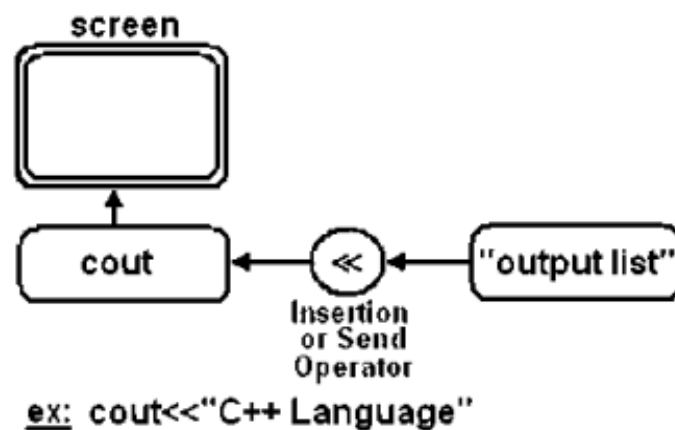 screen
cout
≪
"output list"
Insertion
or Send
Operator
ex: cout<<"C++ Language"